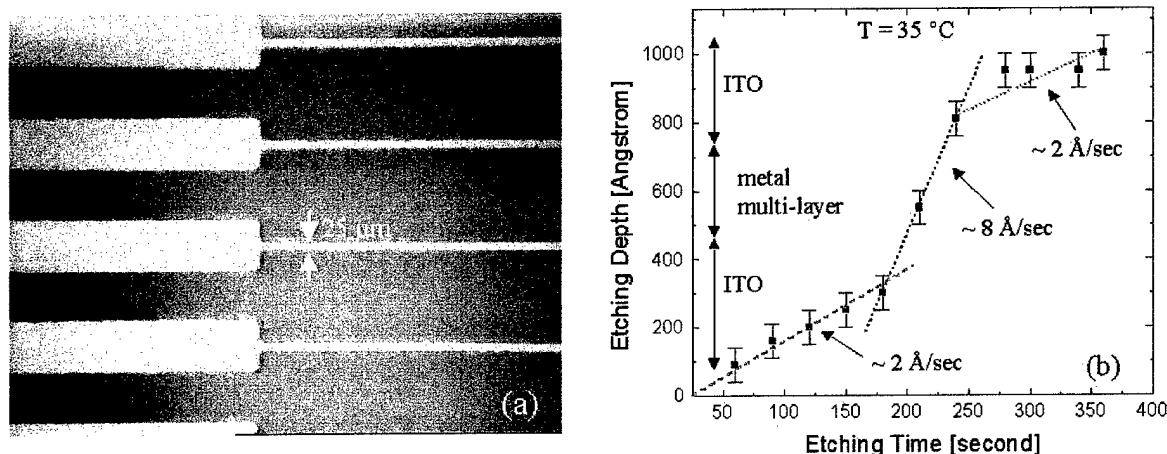 25 µm
(a)
(b)
T = 35 °C
Etching Depth [Angstrom]
1000
800
600
400
200
0
ITO
metal
multi-layer
ITO
~ 2 Å/sec
~ 8 Å/sec
~ 2 Å/sec
(b)
50 100 150 200 250 300 350 400
Etching Time [second]